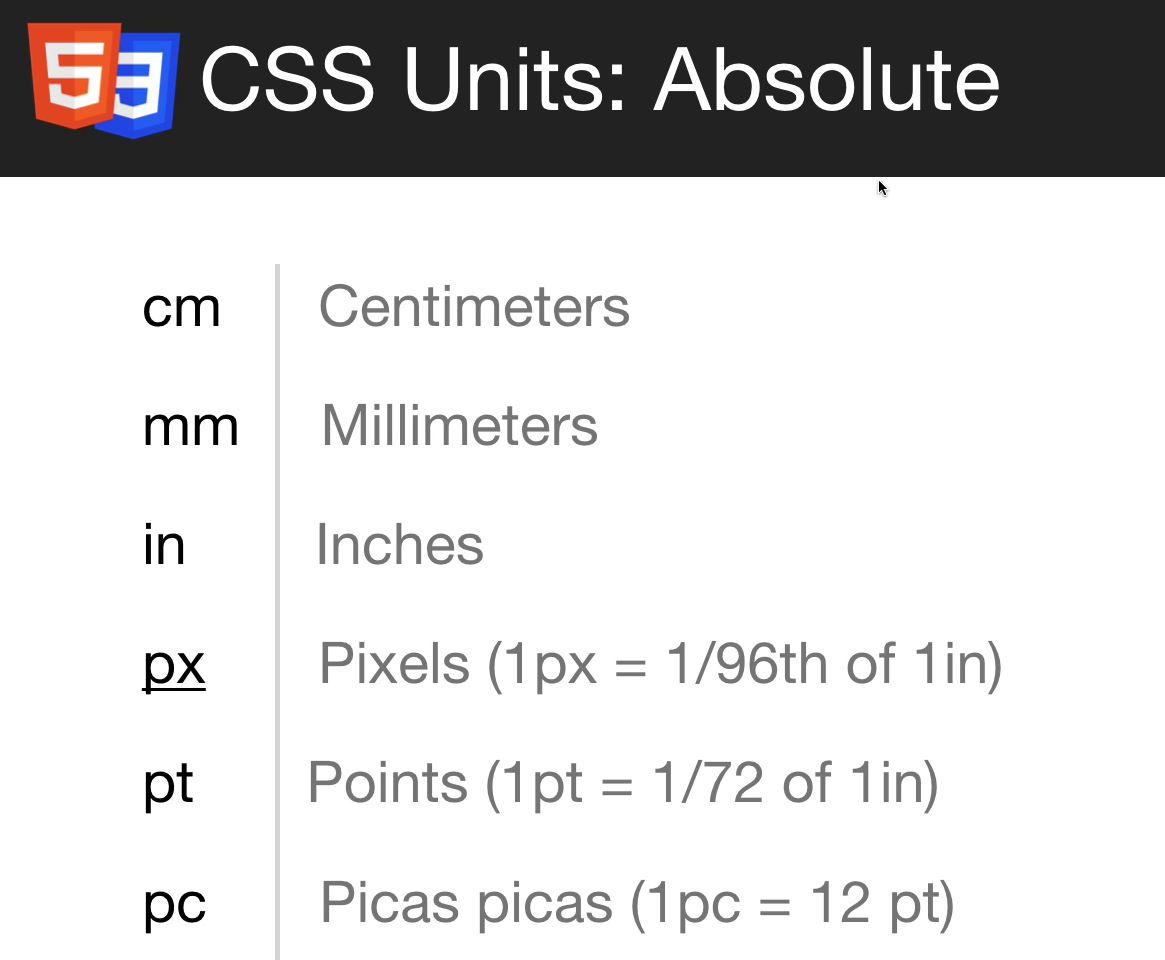 5 3 CSS Units: Absolute
cm Centimeters
mm Millimeters
in Inches
px Pixels (1px = 1/96th of 1in)
pt Points (1pt = 1/72 of 1in)
pc Picas picas (1pc = 12 pt)